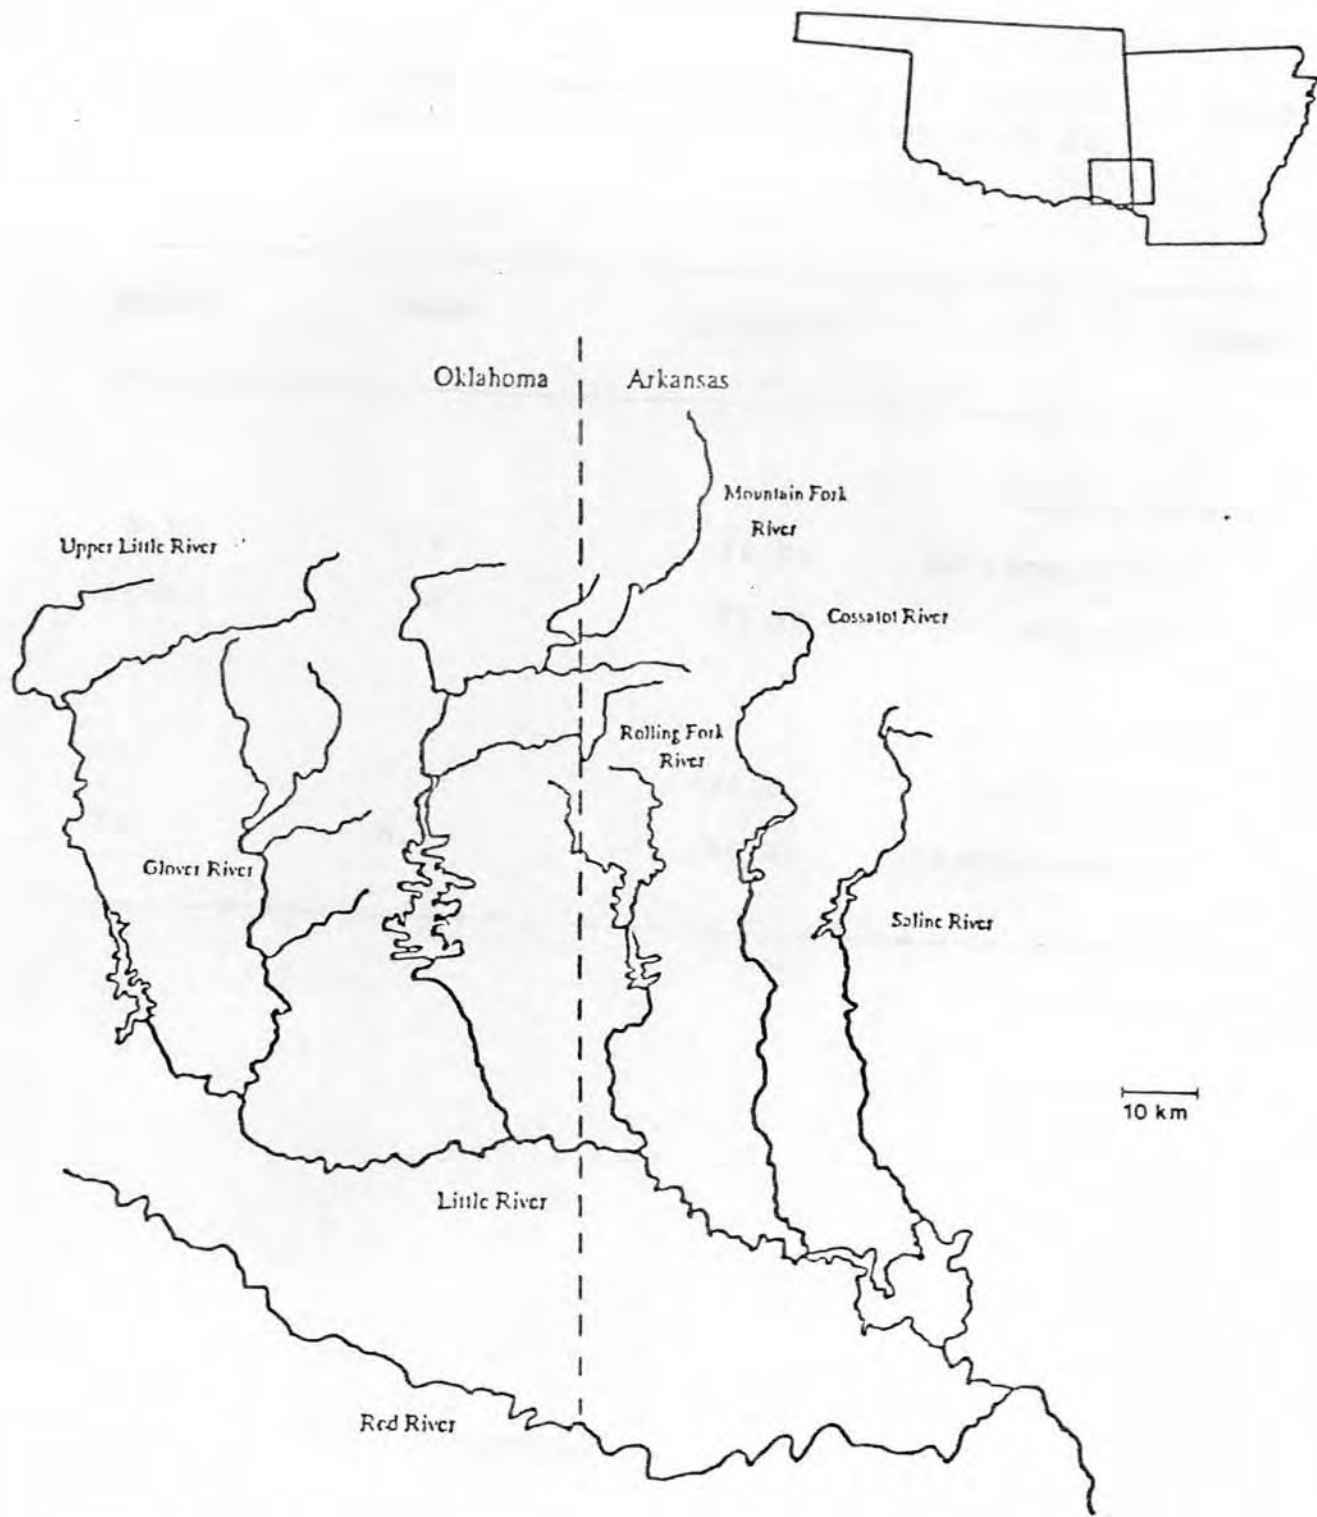 Oklahoma
Arkansas
Mountain Fork
River
Upper Little River
Cossatot River
Rolling Fork
River
Glover River
Saline River
10 km
Little River
Red River